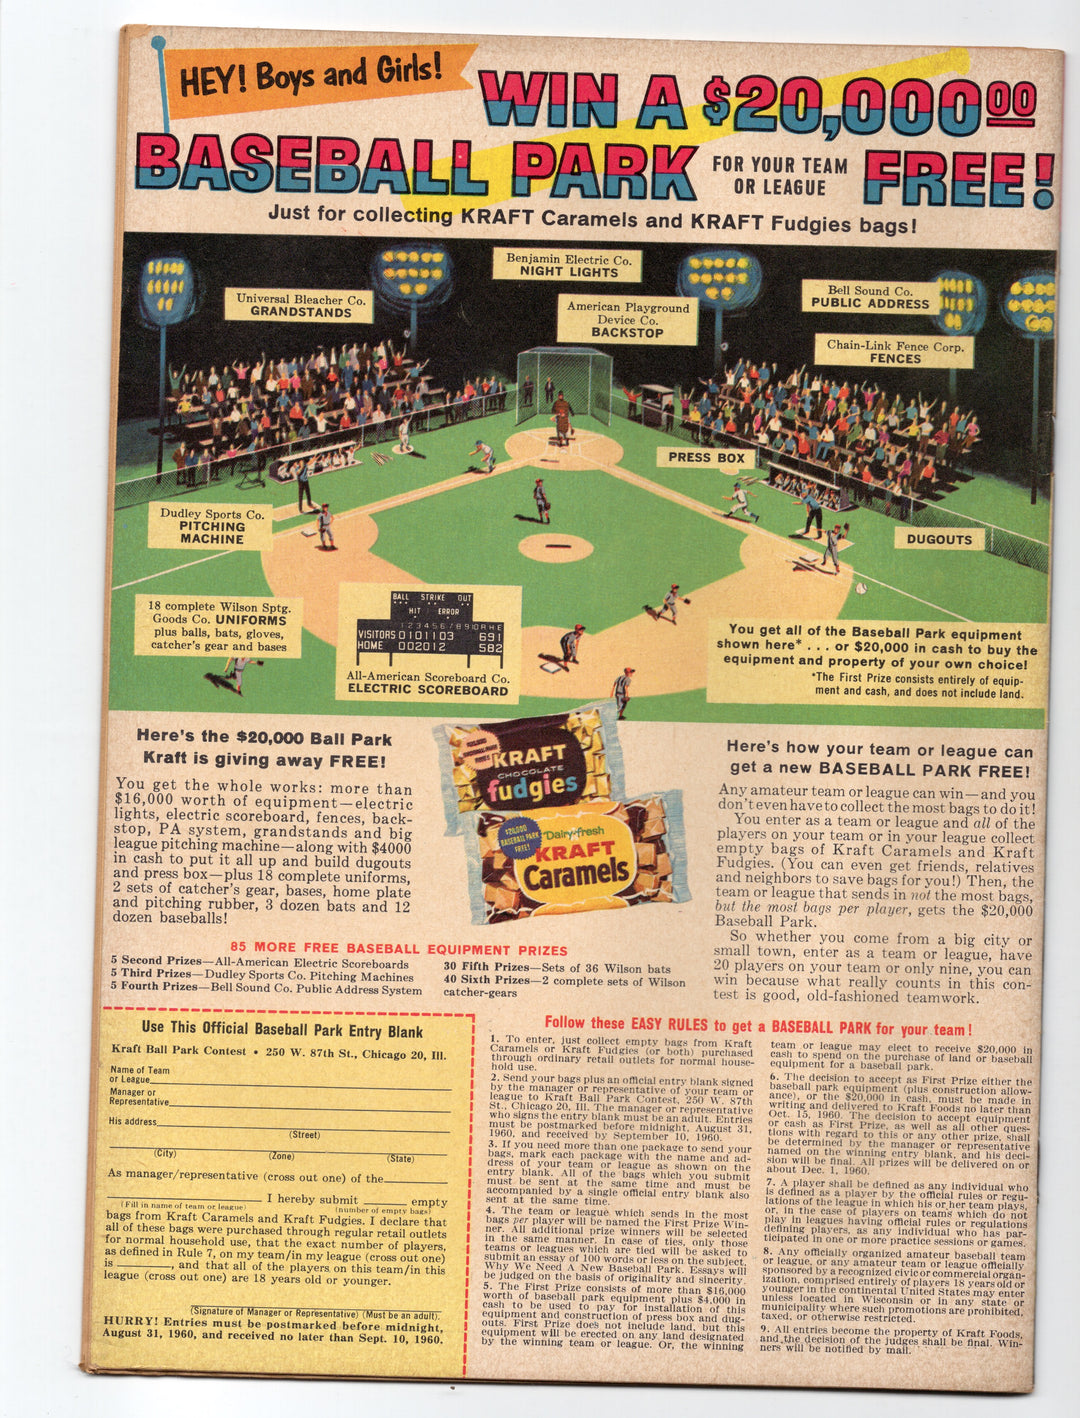 HEY! Boys and Girls!
WIN A $20,000.00
BASEBALL PARK FOR YOUR TEAM OR LEAGUE FREE!
Just for collecting KRAFT Caramels and KRAFT Fudgies bags!
Benjamin Electric Co.
NIGHT LIGHTS
Universal Bleacher Co.
GRANDSTANDS
American Playground
Device Co.
BACKSTOP
Bell Sound Co.
PUBLIC ADDRESS
Chain-Link Fence Corp.
FENCES
PRESS BOX
Dudley Sports Co.
PITCHING
MACHINE
DUGOUTS
18 complete Wilson Sptg.
Goods Co. UNIFORMS
plus balls, bats, gloves,
catcher's gear and bases
BALL STRIKE OUT
HIT ERROR
1 2 3 4 5 6 7 8 9 10 R H E
VISITORS 0101103 691
HOME 002012 582
All-American Scoreboard Co.
ELECTRIC SCOREBOARD
You get all of the Baseball Park equipment
shown here* . . . or $20,000 in cash to buy the
equipment and property of your own choice!
*The First Prize consists entirely of equip-
ment and cash, and does not include land.
Here's the $20,000 Ball Park
Kraft is giving away FREE!
You get the whole works: more than
$16,000 worth of equipment—electric
lights, electric scoreboard, fences, back-
stop, PA system, grandstands and big
league pitching machine—along with $4000
in cash to put it all up and build dugouts
and press box—plus 18 complete uniforms,
2 sets of catcher's gear, bases, home plate
and pitching rubber, 3 dozen bats and 12
dozen baseballs!
KRAFT
CHOCOLATE
fudgies
$20,000
BASEBALL PARK
FREE!
Dairy-fresh
KRAFT
Caramels
Here's how your team or league can
get a new BASEBALL PARK FREE!
Any amateur team or league can win—and you
don't even have to collect the most bags to do it!
You enter as a team or league and all of the
players on your team or in your league collect
empty bags of Kraft Caramels and Kraft
Fudgies. (You can even get friends, relatives
and neighbors to save bags for you!) Then, the
team or league that sends in not the most bags,
but the most bags per player, gets the $20,000
Baseball Park.
So whether you come from a big city or
small town, enter as a team or league, have
20 players on your team or only nine, you can
win because what really counts in this con-
test is good, old-fashioned teamwork.
85 MORE FREE BASEBALL EQUIPMENT PRIZES
5 Second Prizes—All-American Electric Scoreboards
5 Third Prizes—Dudley Sports Co. Pitching Machines
5 Fourth Prizes—Bell Sound Co. Public Address System
30 Fifth Prizes—Sets of 36 Wilson bats
40 Sixth Prizes—2 complete sets of Wilson
catcher-gears
Use This Official Baseball Park Entry Blank
Kraft Ball Park Contest • 250 W. 87th St., Chicago 20, Ill.
Name of Team
or League
Manager or
Representative
His address
(Street)
(City) (Zone) (State)
As manager/representative (cross out one) of the
I hereby submit empty
(Fill in name of team or league) (number of empty bags)
bags from Kraft Caramels and Kraft Fudgies. I declare that
all of these bags were purchased through regular retail outlets
for normal household use, that the exact number of players,
as defined in Rule 7, on my team/in my league (cross out one)
is , and that all of the players on this team/in this
league (cross out one) are 18 years old or younger.
(Signature of Manager or Representative) (Must be an adult).
HURRY! Entries must be postmarked before midnight,
August 31, 1960, and received no later than Sept. 10, 1960.
Follow these EASY RULES to get a BASEBALL PARK for your team!
1. To enter, just collect empty bags from Kraft
Caramels or Kraft Fudgies (or both) purchased
through ordinary retail outlets for normal house-
hold use.
2. Send your bags plus an official entry blank signed
by the manager or representative of your team or
league to Kraft Ball Park Contest, 250 W. 87th
St., Chicago 20, Ill. The manager or representative
who signs the entry blank must be an adult. Entries
must be postmarked before midnight, August 31,
1960, and received by September 10, 1960.
3. If you need more than one package to send your
bags, mark each package with the name and ad-
dress of your team or league as shown on the
entry blank. All of the bags which you submit
must be sent at the same time and must be
accompanied by a single official entry blank also
sent at the same time.
4. The team or league which sends in the most
bags per player will be named the First Prize Win-
ner. All additional prize winners will be selected
in the same manner. In case of ties, only those
teams or leagues which are tied will be asked to
submit an essay of 100 words or less on the subject,
Why We Need A New Baseball Park. Essays will
be judged on the basis of originality and sincerity.
5. The First Prize consists of more than $16,000
worth of baseball park equipment plus $4,000 in
cash to be used to pay for installation of this
equipment and construction of press box and dug-
outs. First Prize does not include land, but this
equipment will be erected on any land designated
by the winning team or league. Or, the winning
team or league may elect to receive $20,000 in
cash to spend on the purchase of land or baseball
equipment for a baseball park.
6. The decision to accept as First Prize either the
baseball park equipment (plus construction allow-
ance), or the $20,000 in cash, must be made in
writing and delivered to Kraft Foods no later than
Oct. 15, 1960. The decision to accept equipment
or cash as First Prize, as well as all other ques-
tions with regard to this or any other prize, shall
be determined by the manager or representative
named on the winning entry blank, and his deci-
sion will be final. All prizes will be delivered on or
about Dec. 1, 1960.
7. A player shall be defined as any individual who
is defined as a player by the official rules or regu-
lations of the league in which his or her team plays,
or, in the case of players on teams which do not
play in leagues having official rules or regulations
defining players, as any individual who has par-
ticipated in one or more practice sessions or games.
8. Any officially organized amateur baseball team
or league, or any amateur team or league officially
sponsored by a recognized civic or commercial organ-
ization, comprised entirely of players 18 years old or
younger in the continental United States may enter
unless located in Wisconsin or in any state or
municipality where such promotions are prohibited,
taxed, or otherwise restricted.
9. All entries become the property of Kraft Foods,
and the decision of the judges shall be final. Win-
ners will be notified by mail.